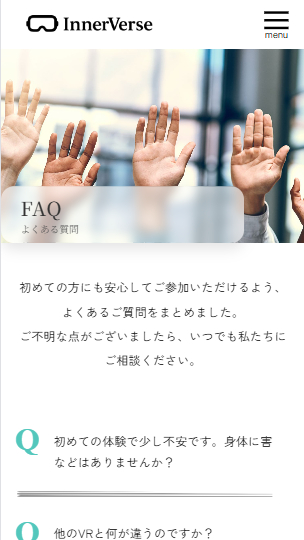 InnerVerse
menu
FAQ
よくある質問
初めての方にも安心してご参加いただけるよう、
よくあるご質問をまとめました。
ご不明な点がございましたら、いつでも私たちに
ご相談ください。
Q 初めての体験で少し不安です。身体に害
などはありませんか？
Q 他のVRと何が違うのですか？